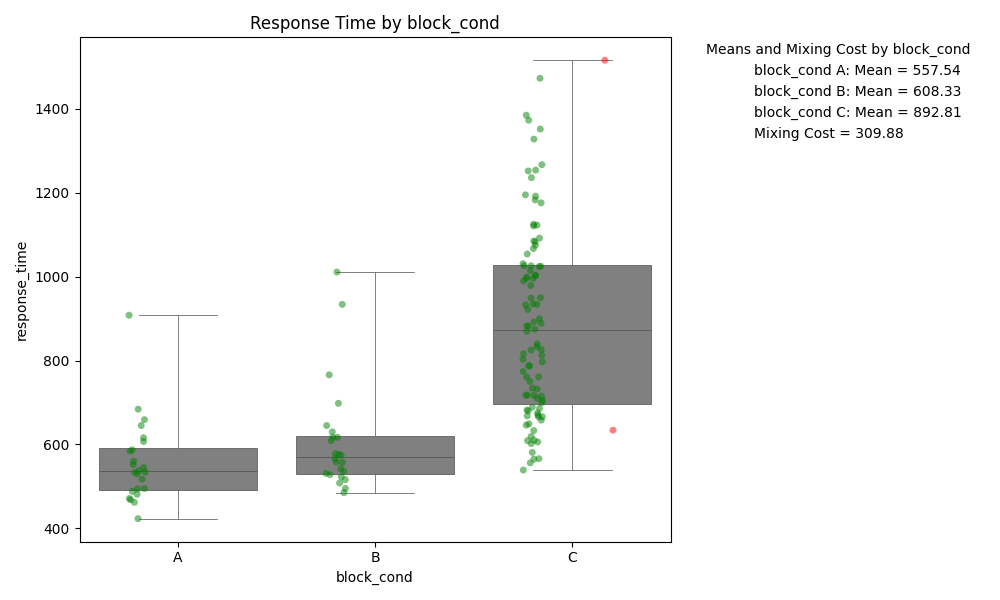 Response Time by block_cond
Means and Mixing Cost by block_cond
block_cond A: Mean = 557.54
block_cond B: Mean = 608.33
block_cond C: Mean = 892.81
Mixing Cost = 309.88
response_time
1400
1200
1000
800
600
400
A
B
C
block_cond